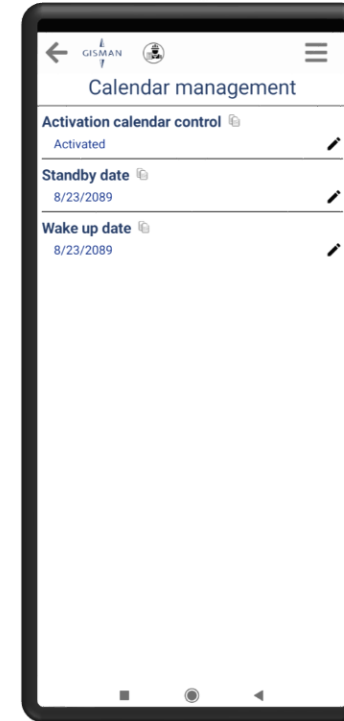 GISMAN
Calendar management
Activation calendar control
Activated
Standby date
8/23/2089
Wake up date
8/23/2089